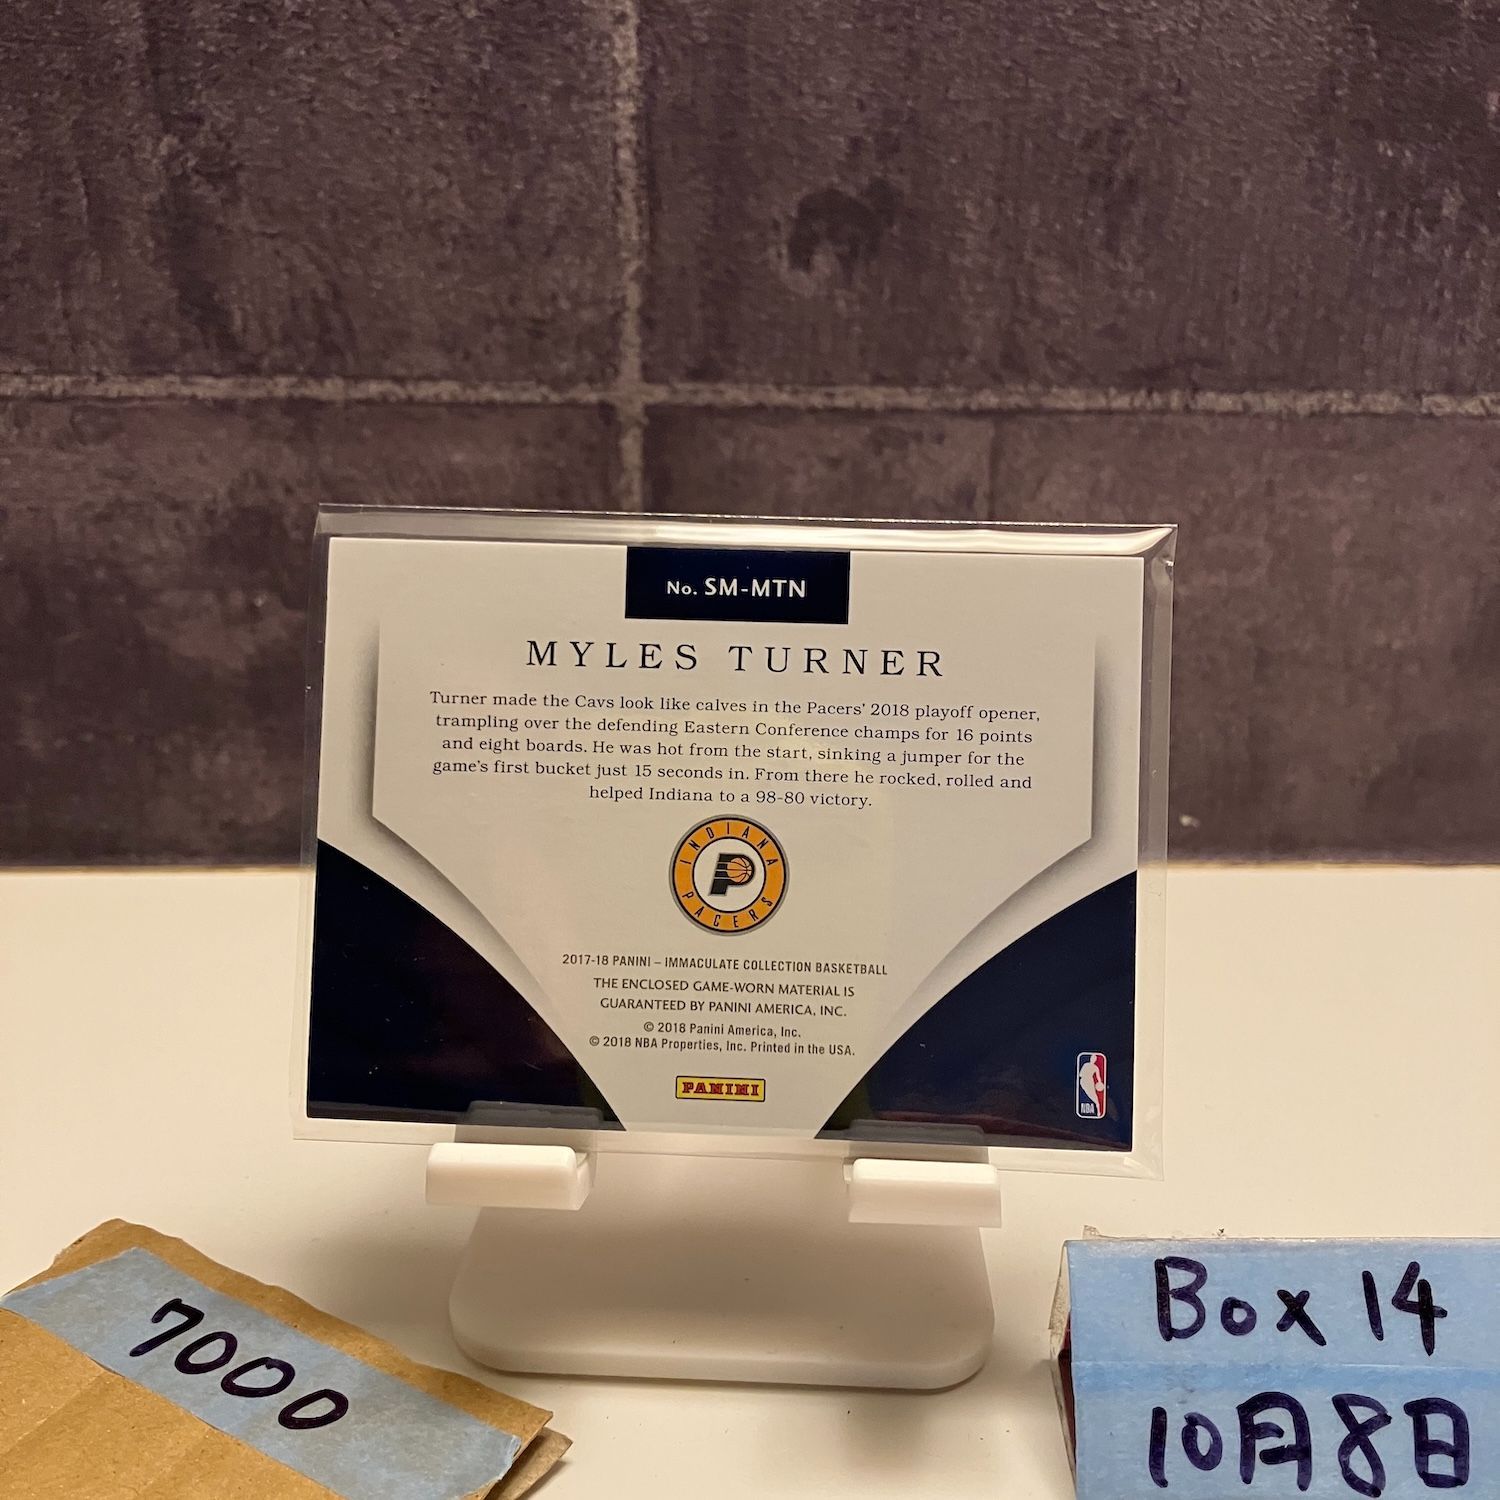 No. SM-MTN
MYLES TURNER
Turner made the Cavs look like calves in the Pacers' 2018 playoff opener,
trampling over the defending Eastern Conference champs for 16 points
and eight boards. He was hot from the start, sinking a jumper for the
game's first bucket just 15 seconds in. From there he rocked, rolled and
helped Indiana to a 98-80 victory.
INDIANA
P
PACERS
2017-18 PANINI – IMMACULATE COLLECTION BASKETBALL
THE ENCLOSED GAME-WORN MATERIAL IS
GUARANTEED BY PANINI AMERICA, INC.
© 2018 Panini America, Inc.
© 2018 NBA Properties, Inc. Printed in the USA.
PANINI
NBA
7000
Box 14
10月8日